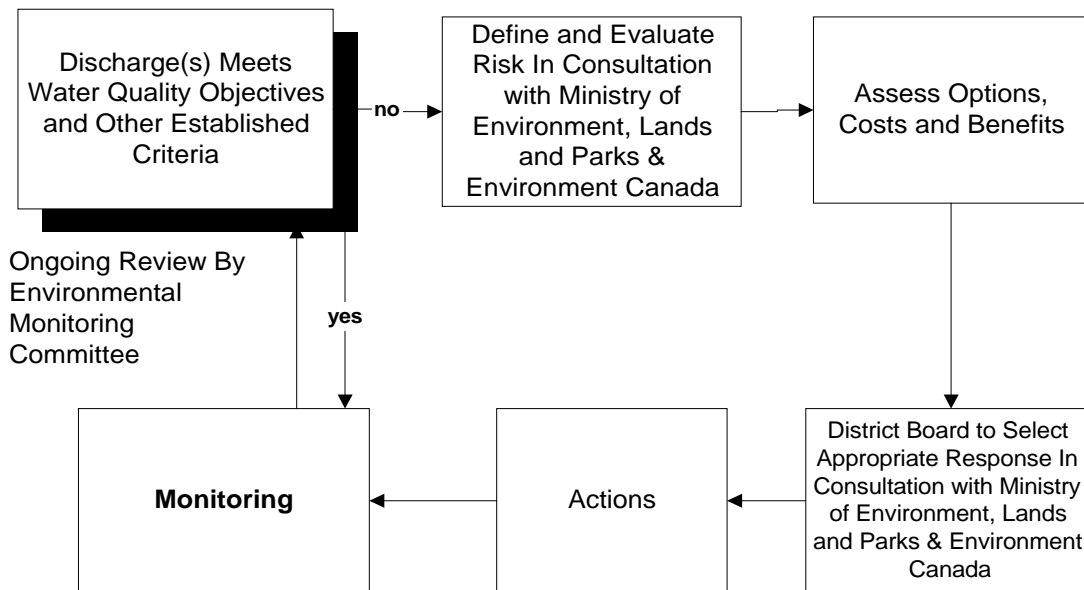 Discharge(s) Meets
Water Quality Objectives
and Other Established
Criteria
no
Define and Evaluate
Risk In Consultation
with Ministry of
Environment, Lands
and Parks &
Environment Canada
Assess Options,
Costs and Benefits
Ongoing Review By
Environmental
Monitoring
Committee
yes
Monitoring
Actions
District Board to Select
Appropriate Response In
Consultation with Ministry
of Environment, Lands
and Parks & Environment
Canada